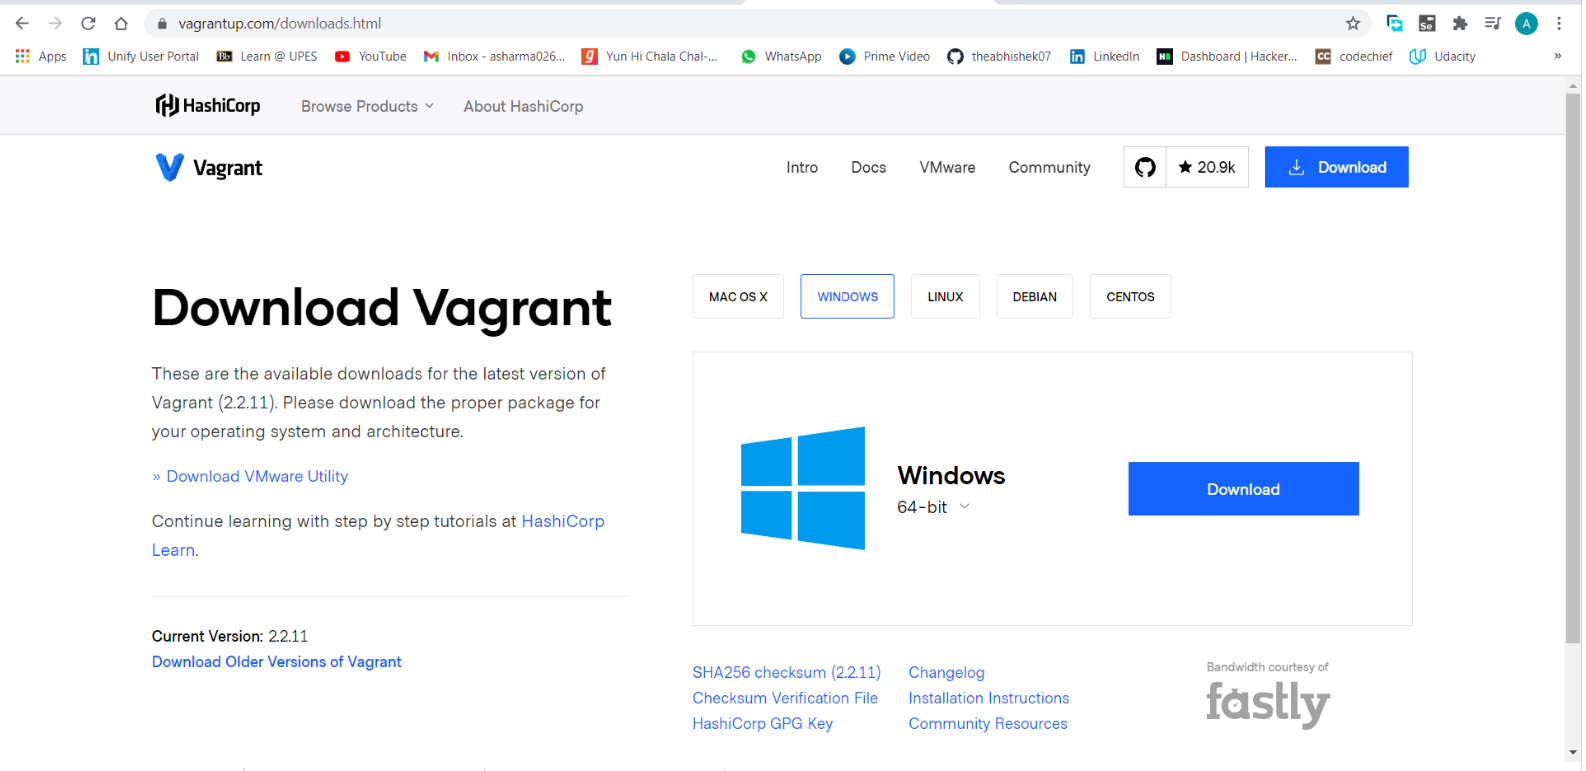 vagrantup.com/downloads.html
A
Apps
in
Unify User Portal
Bb
Learn @ UPES
YouTube
Inbox - asharma026...
g
Yun Hi Chala Chal-...
WhatsApp
Prime Video
theabhishek07
in
LinkedIn
H
Dashboard | Hacker...
CC
codechief
Udacity
»
HashiCorp
Browse Products
About HashiCorp
Vagrant
Intro
Docs
VMware
Community
20.9k
Download
Download Vagrant
These are the available downloads for the latest version of
Vagrant (2.2.11). Please download the proper package for
your operating system and architecture.
» Download VMware Utility
Continue learning with step by step tutorials at HashiCorp
Learn.
Current Version: 2.2.11
Download Older Versions of Vagrant
MAC OS X
WINDOWS
LINUX
DEBIAN
CENTOS
Windows
64-bit
Download
SHA256 checksum (2.2.11)
Checksum Verification File
HashiCorp GPG Key
Changelog
Installation Instructions
Community Resources
Bandwidth courtesy of
fastly